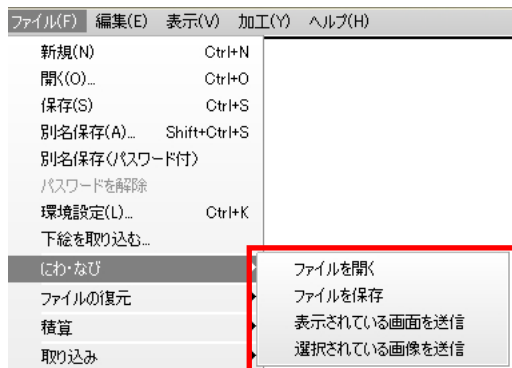 ファイル(F) 編集(E) 表示(V) 加工(Y) ヘルプ(H)
新規(N) Ctrl+N
開く(O)... Ctrl+O
保存(S) Ctrl+S
別名保存(A)... Shift+Ctrl+S
別名保存(パスワード付)
パスワードを解除
環境設定(L)... Ctrl+K
下絵を取り込む...
にわ・なび
ファイルの復元
積算
取り込み
ファイルを開く
ファイルを保存
表示されている画面を送信
選択されている画像を送信